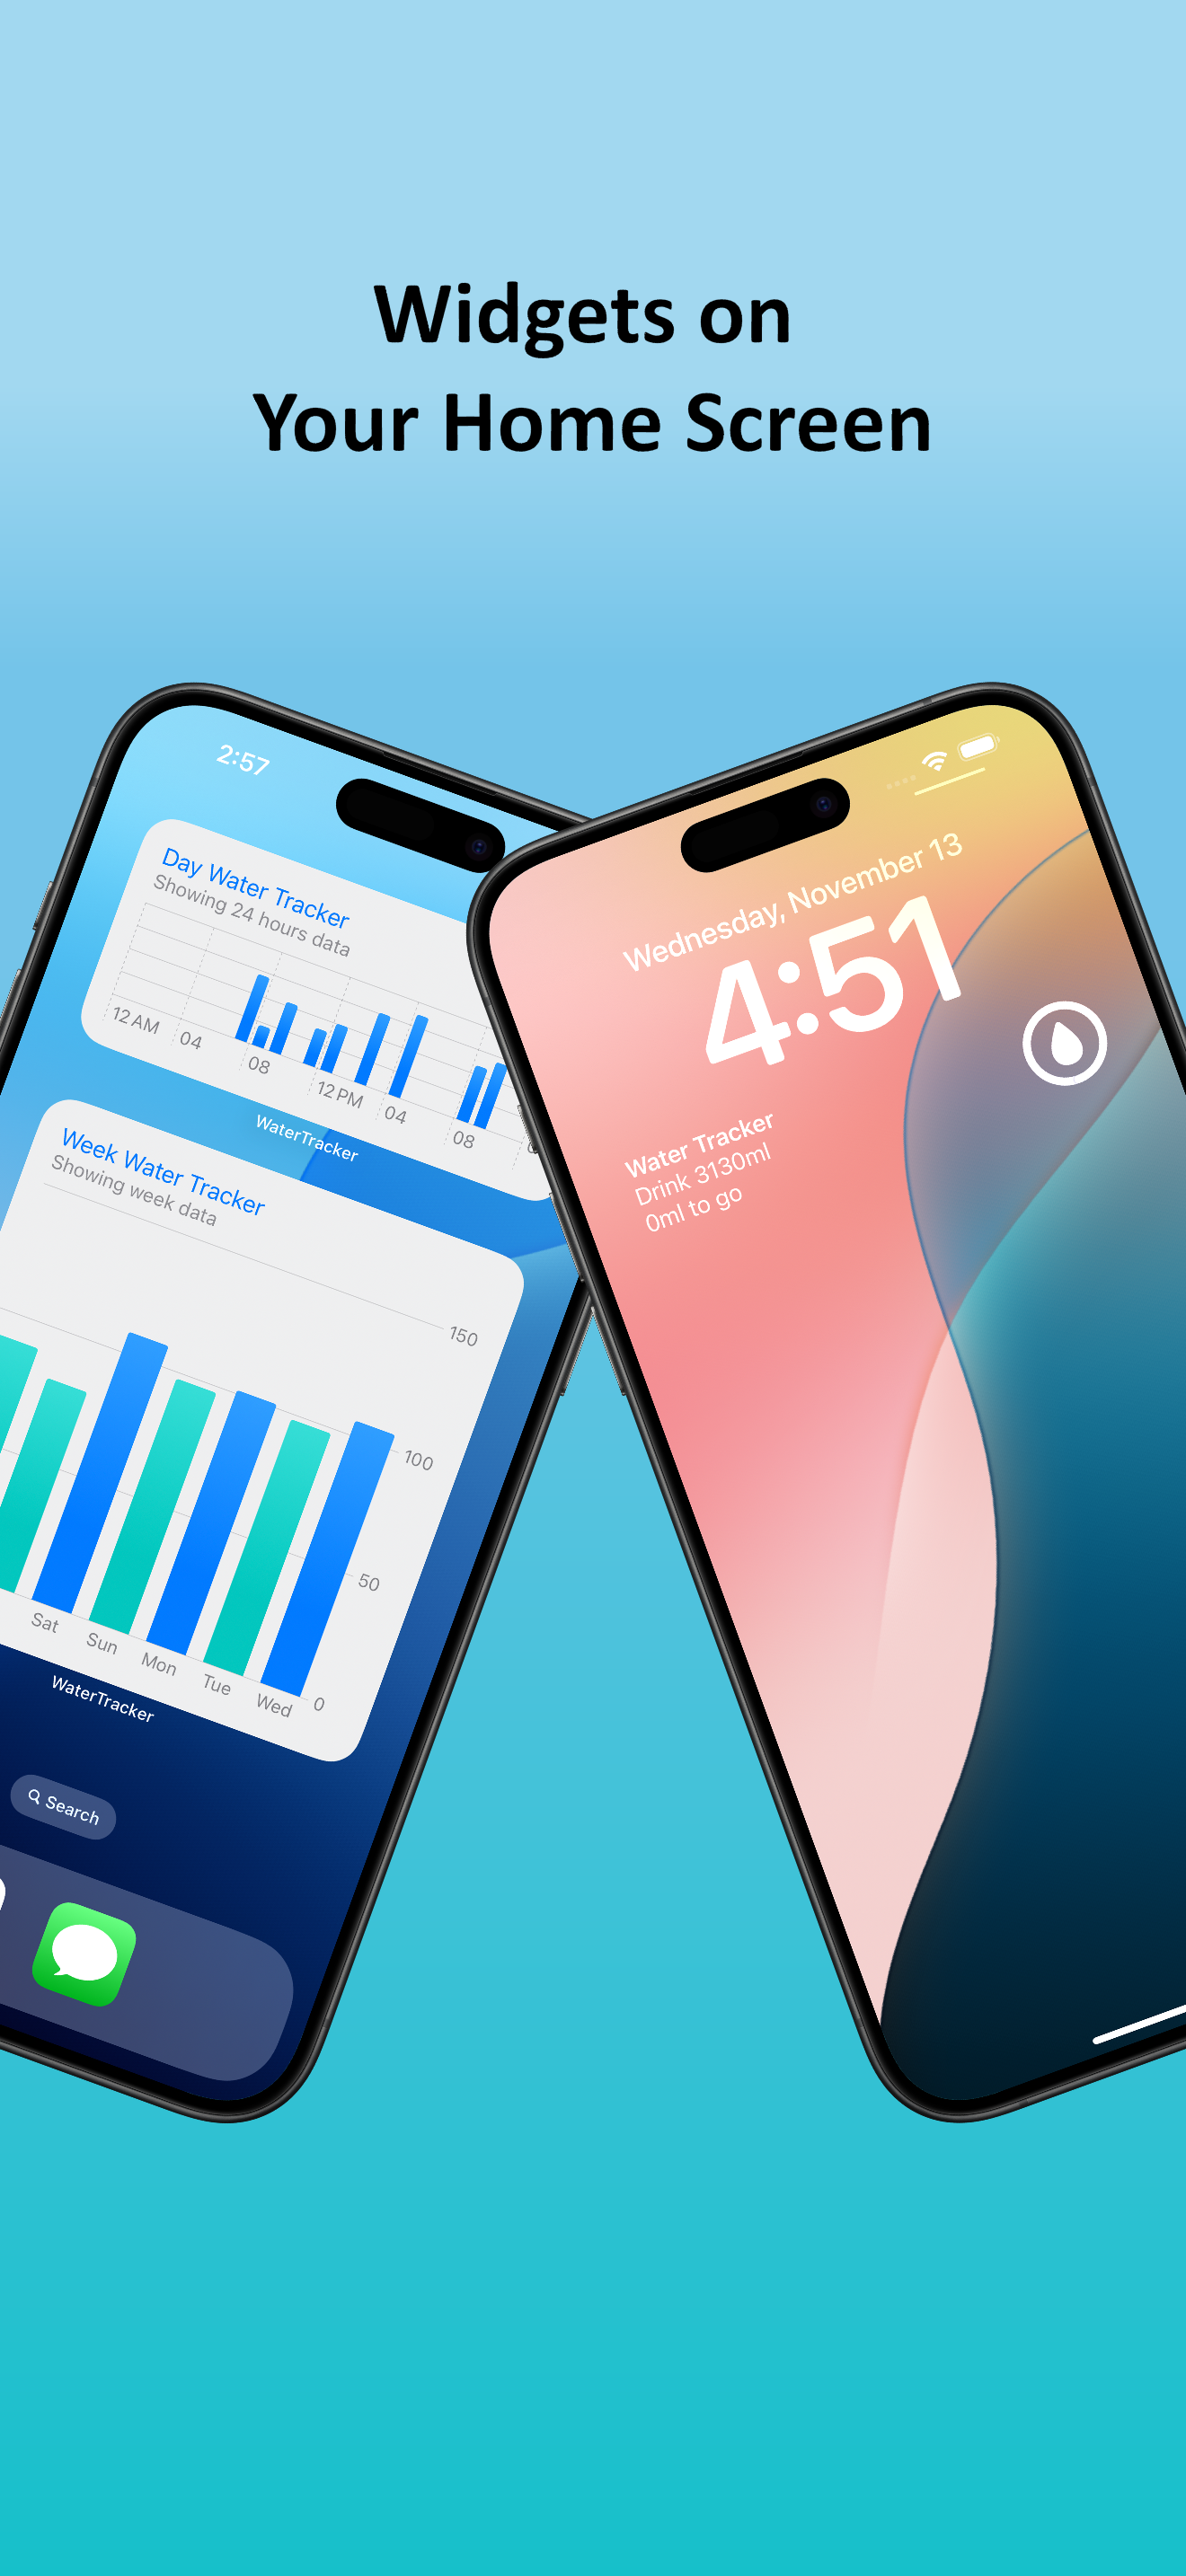 Widgets on
Your Home Screen
2:57
Day Water Tracker
Showing 24 hours data
12 AM 04 08 12 PM 04 08
WaterTracker
Week Water Tracker
Showing week data
150
100
50
0
Sat Sun Mon Tue Wed
WaterTracker
Search
Wednesday, November 13
4:51
Water Tracker
Drink 3130ml
0ml to go